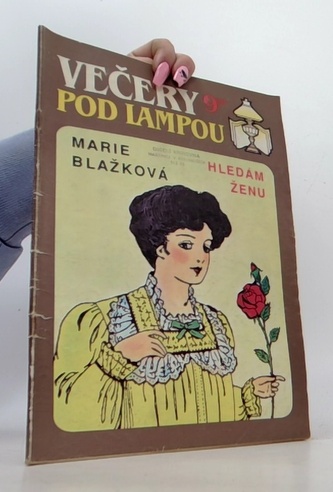 VEČERY
POD LAMPOU
MARIE
BLAŽKOVÁ
HLEDÁM
ŽENU